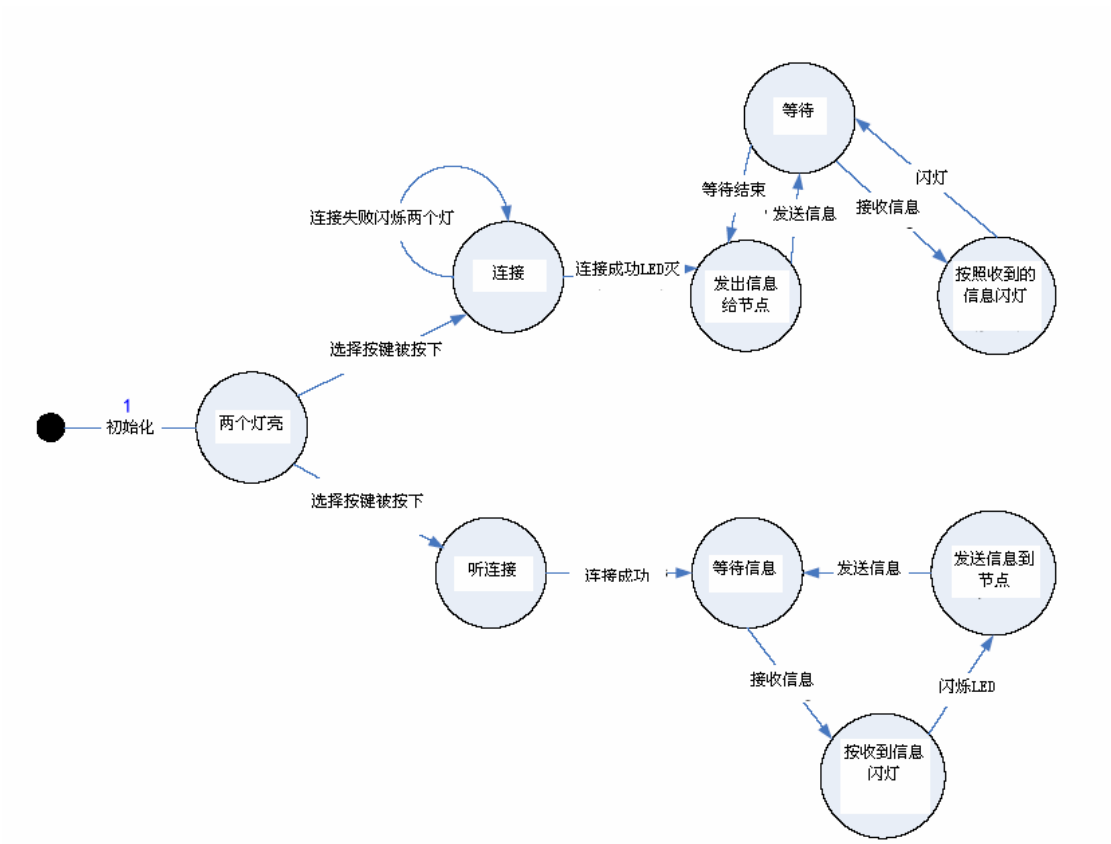 等待
等待结束
发送信息
接收信息
闪灯
连接失败闪烁两个灯
连接
连接成功LED灭
发出信息
给节点
按照收到的
信息闪灯
选择按键被按下
1
初始化
两个灯亮
选择按键被按下
听连接
连接成功
等待信息
发送信息
发送信息到
节点
接收信息
闪烁LED
按收到信息
闪灯